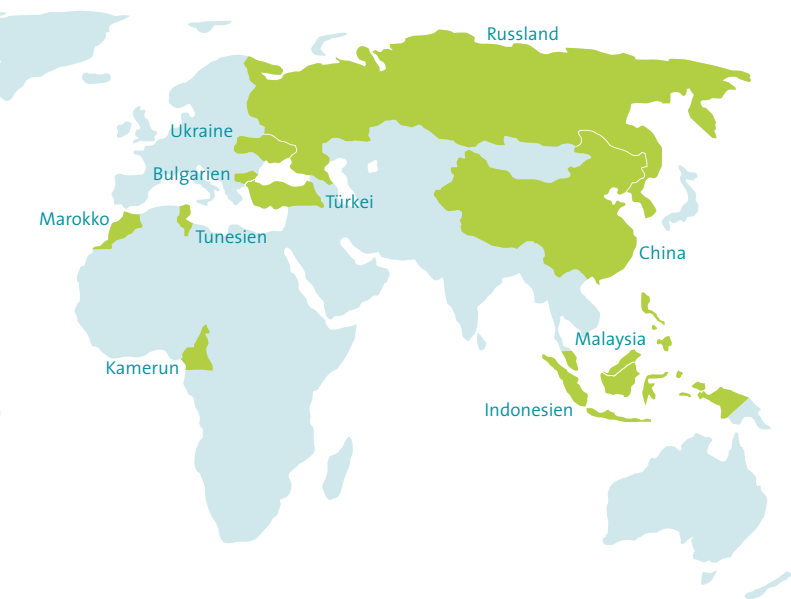 Russland
Ukraine
Bulgarien
Türkei
Marokko
Tunesien
China
Malaysia
Kamerun
Indonesien